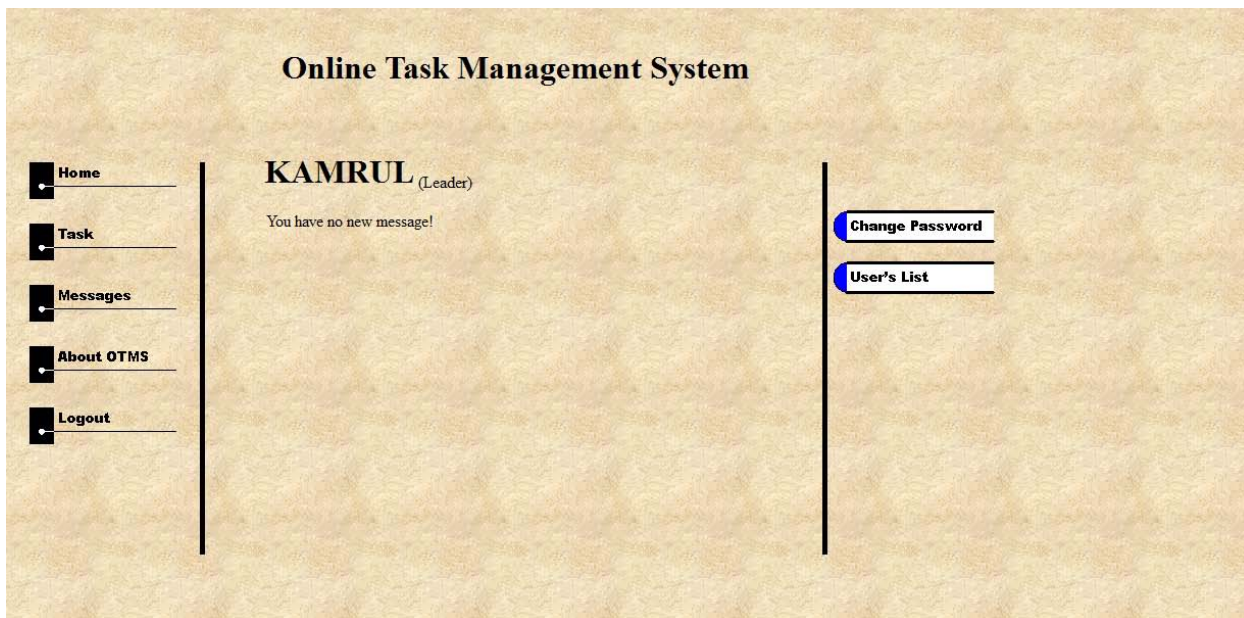 Online Task Management System
Home
Task
Messages
About OTMS
Logout
KAMRUL (Leader)
You have no new message!
Change Password
User's List